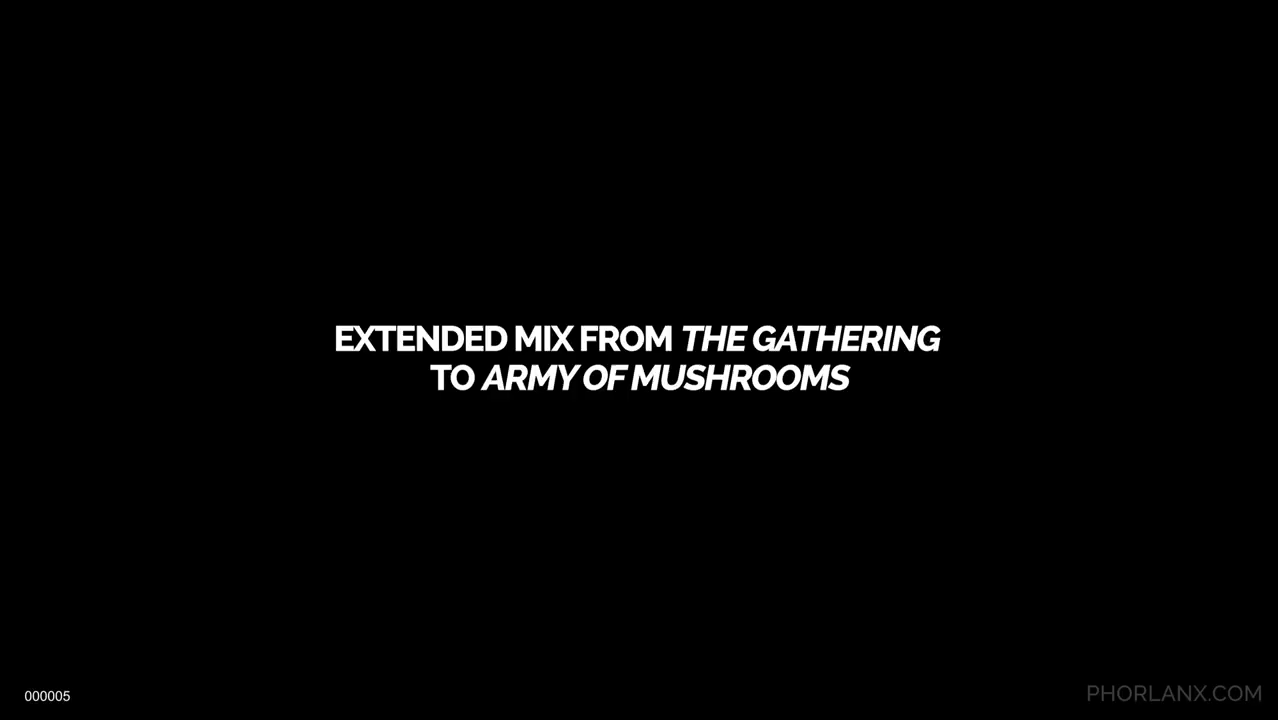 EXTENDED MIX FROM THE GATHERING
TO ARMY OF MUSHROOMS
000005
PHORLANX.COM